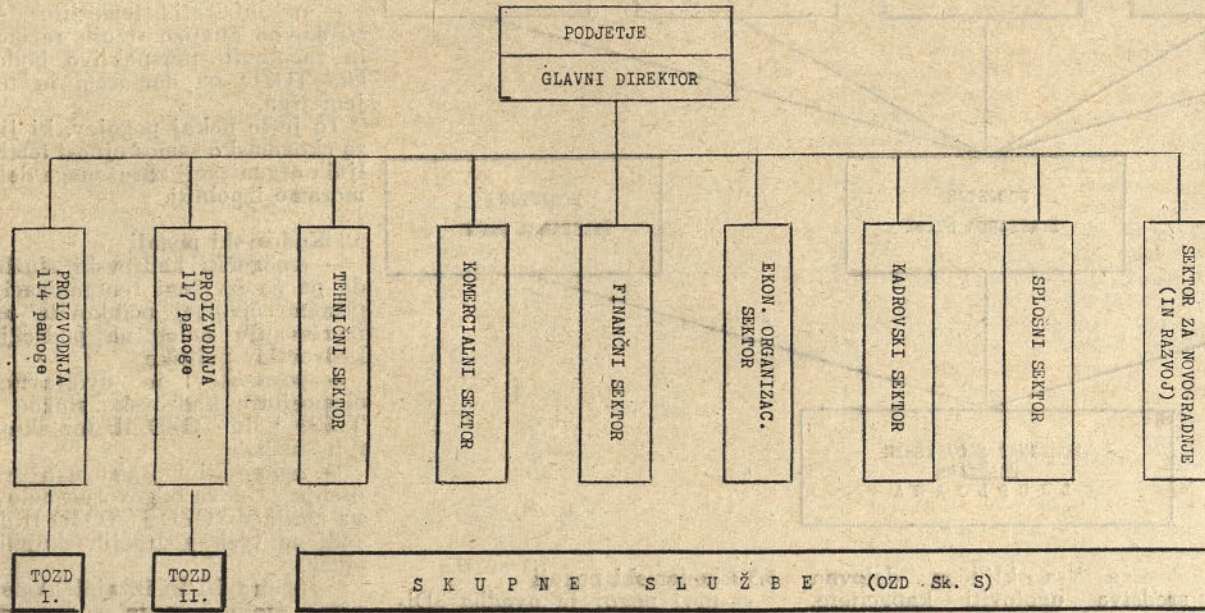 PODJETJE
GLAVNI DIREKTOR
PROIZVODNJA
114 panoge
PROIZVODNJA
117 panoge
TEHNIČNI SEKTOR
KOMERCIALNI SEKTOR
FINANČNI SEKTOR
EKON. ORGANIZAC.
SEKTOR
KADROVSKI SEKTOR
SPLOŠNI SEKTOR
SEKTOR ZA NOVOGRADNJE
(IN RAZVOJ)
TOZD
I.
TOZD
II.
S K U P N E S L U Ž B E (OZD Sk. S)